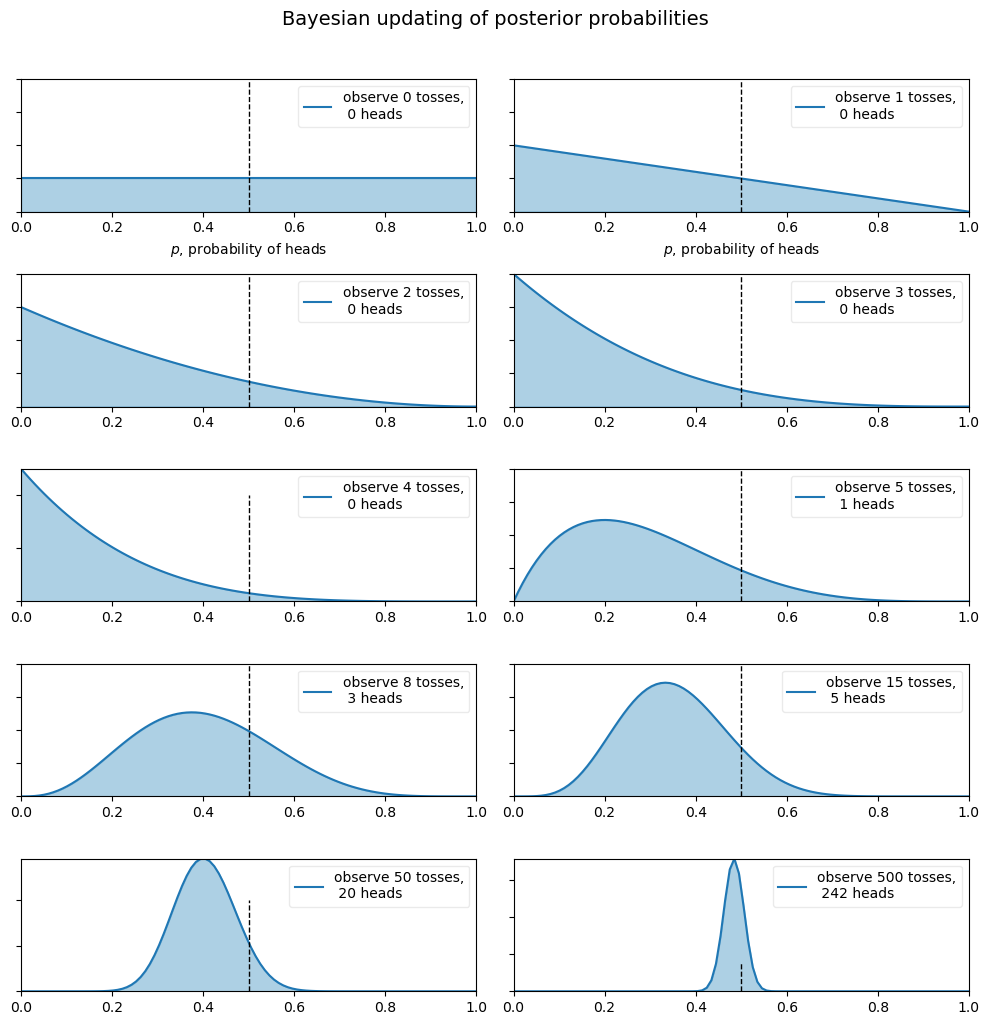 Bayesian updating of posterior probabilities
observe 0 tosses,
0 heads
0.0 0.2 0.4 0.6 0.8 1.0
p, probability of heads
observe 1 tosses,
0 heads
0.0 0.2 0.4 0.6 0.8 1.0
p, probability of heads
observe 2 tosses,
0 heads
0.0 0.2 0.4 0.6 0.8 1.0
observe 3 tosses,
0 heads
0.0 0.2 0.4 0.6 0.8 1.0
observe 4 tosses,
0 heads
0.0 0.2 0.4 0.6 0.8 1.0
observe 5 tosses,
1 heads
0.0 0.2 0.4 0.6 0.8 1.0
observe 8 tosses,
3 heads
0.0 0.2 0.4 0.6 0.8 1.0
observe 15 tosses,
5 heads
0.0 0.2 0.4 0.6 0.8 1.0
observe 50 tosses,
20 heads
0.0 0.2 0.4 0.6 0.8 1.0
observe 500 tosses,
242 heads
0.0 0.2 0.4 0.6 0.8 1.0